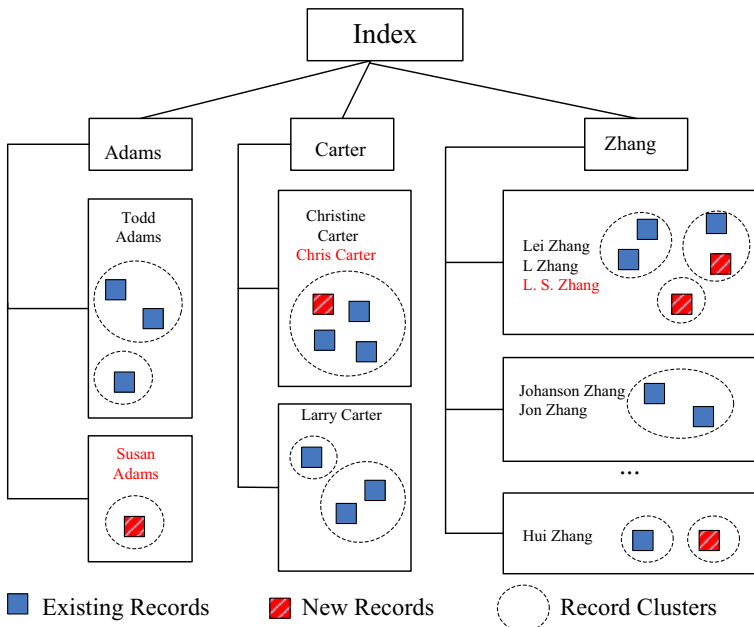 Index
Adams
Carter
Zhang
Todd
Adams
Susan
Adams
Christine
Carter
Chris Carter
Larry Carter
Lei Zhang
L Zhang
L. S. Zhang
Johanson Zhang
Jon Zhang
...
Hui Zhang
Existing Records
New Records
Record Clusters